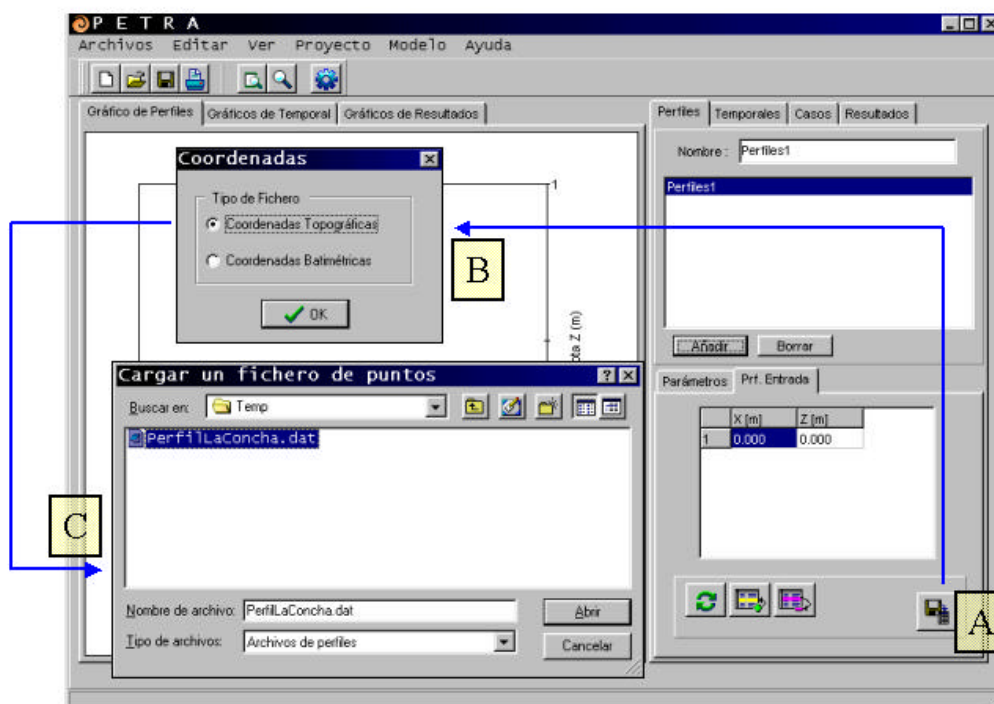 PETRA
Archivos Editar Ver Proyecto Modelo Ayuda
Gráfico de Perfiles Gráficos de Temporal Gráficos de Resultados
Perfiles Temporales Casos Resultados
Nombre : Perfiles1
Perfiles1
Añadir Borrar
Parámetros Prf. Entrada
X [m] Z [m]
1 0.000 0.000
A
Coordenadas
Tipo de Fichero
Coordenadas Topográficas
Coordenadas Batimétricas
OK
B
1
ota Z (m)
Cargar un fichero de puntos
Buscar en: Temp
PerfilLaConcha.dat
Nombre de archivo: PerfilLaConcha.dat Abrir
Tipo de archivos: Archivos de perfiles Cancelar
C